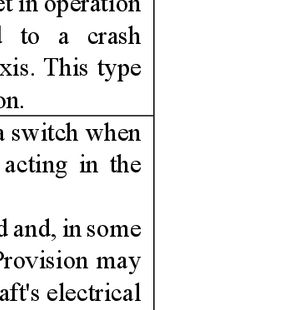 et in operation
to a crash
xis. This type
on.
a switch when
acting in the
d and, in some
Provision may
aft's electrical